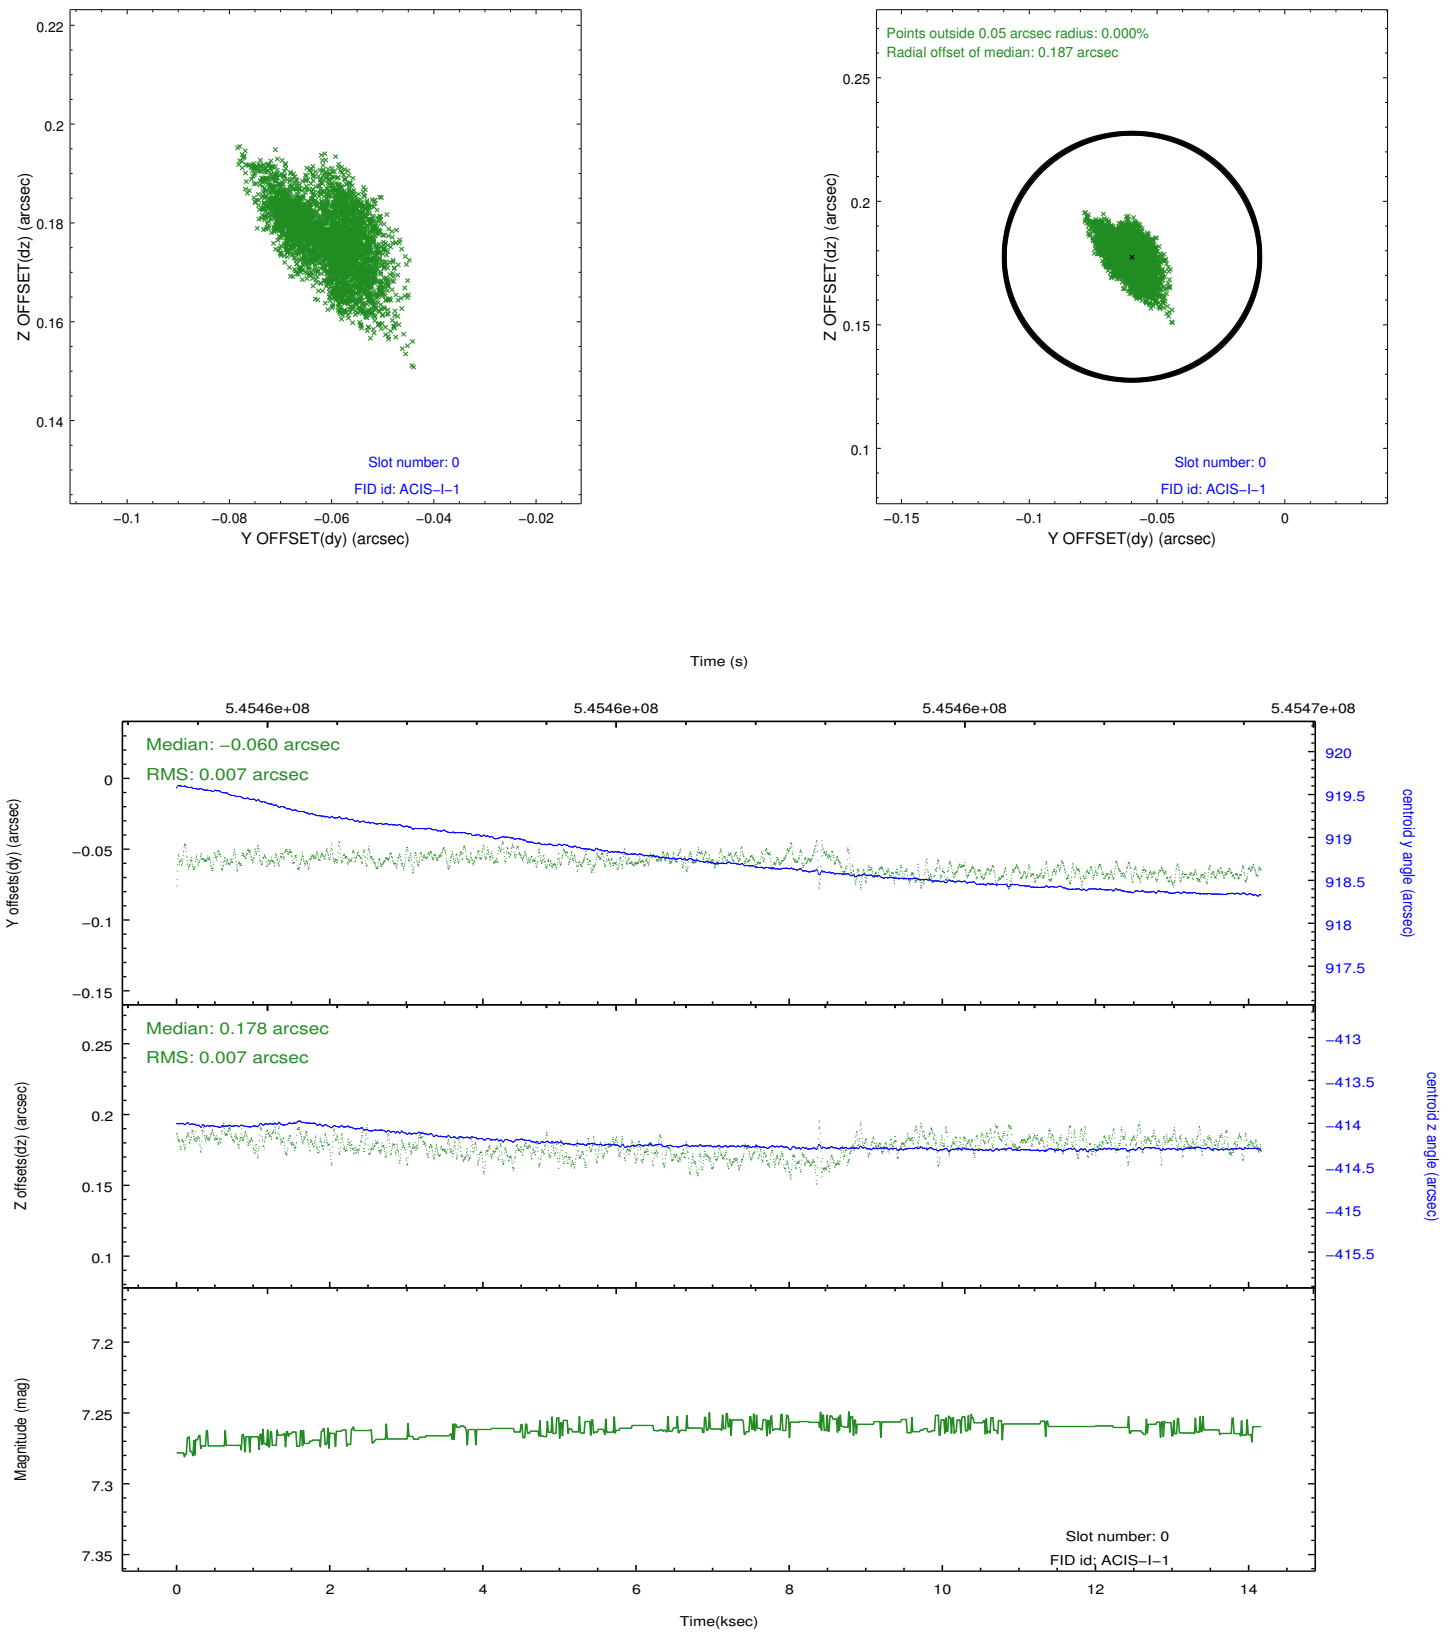 0.22
0.2
0.18
0.16
0.14
Z OFFSET(dz) (arcsec)
Slot number: 0
FID id: ACIS−I−1
−0.1
−0.08
−0.06
−0.04
−0.02
Y OFFSET(dy) (arcsec)
Points outside 0.05 arcsec radius: 0.000%
Radial offset of median: 0.187 arcsec
0.25
0.2
0.15
0.1
Z OFFSET(dz) (arcsec)
Slot number: 0
FID id: ACIS−I−1
−0.15
−0.1
−0.05
0
Y OFFSET(dy) (arcsec)
Time (s)
5.4546e+08
5.4546e+08
5.4546e+08
5.4547e+08
Median: −0.060 arcsec
RMS: 0.007 arcsec
0
−0.05
−0.1
−0.15
Y offsets(dy) (arcsec)
920
919.5
919
918.5
918
917.5
centroid y angle (arcsec)
Median: 0.178 arcsec
RMS: 0.007 arcsec
0.25
0.2
0.15
0.1
Z offsets(dz) (arcsec)
−413
−413.5
−414
−414.5
−415
−415.5
centroid z angle (arcsec)
7.2
7.25
7.3
7.35
Magnitude (mag)
Slot number: 0
FID id: ACIS−I−1
0
2
4
6
8
10
12
14
Time(ksec)